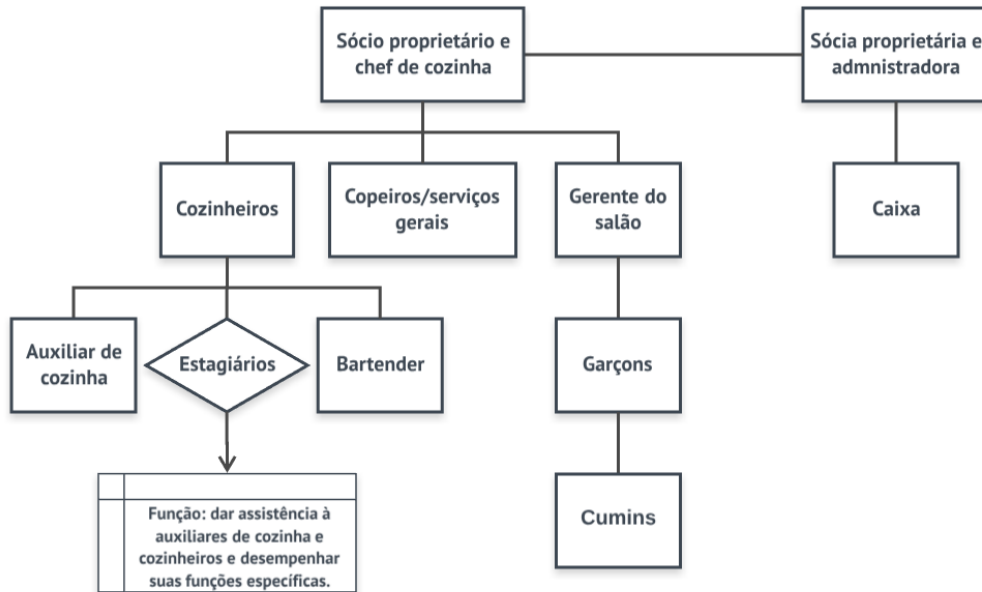 Sócio proprietário e
chef de cozinha
Sócia proprietária e
admnistradora
Cozinheiros
Copeiros/serviços
gerais
Gerente do
salão
Caixa
Auxiliar de
cozinha
Estagiários
Bartender
Garçons
Função: dar assistência à
auxiliares de cozinha e
cozinheiros e desempenhar
suas funções específicas.
Cumins